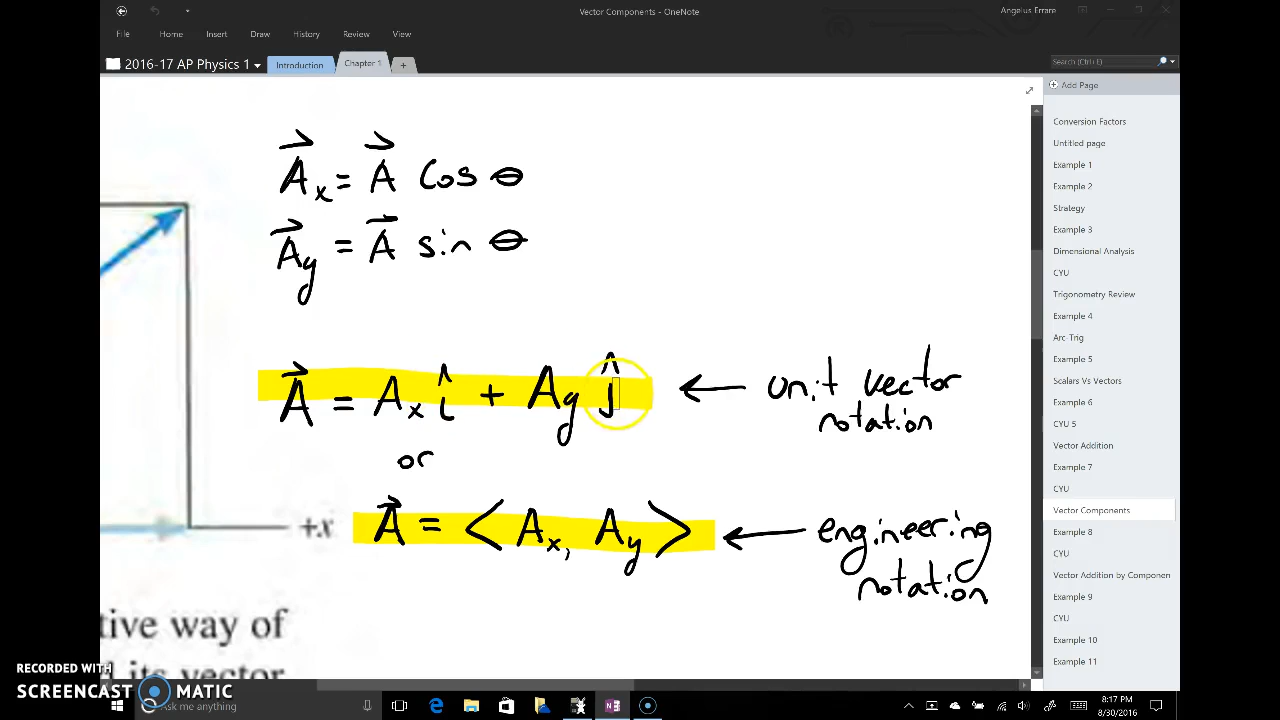 Vector Components - OneNote
Angelus Errare
File Home Insert Draw History Review View
2016-17 AP Physics 1 Introduction Chapter 1 +
Search (Ctrl+E)
Add Page
Conversion Factors
Untitled page
Example 1
Example 2
Strategy
Example 3
Dimensional Analysis
CYU
Trigonometry Review
Example 4
Arc-Trig
Example 5
Scalars Vs Vectors
Example 6
CYU 5
Vector Addition
Example 7
CYU
Vector Components
Example 8
CYU
Vector Addition by Componen
Example 9
CYU
Example 10
Example 11
A⃗x = A⃗ cos θ
A⃗y = A⃗ sin θ
A⃗ = Ax î + Ay ĵ ← unit vector
notation
or
A⃗ = < Ax, Ay > ← engineering
notation
+x
tive way of
d its vector
RECORDED WITH
SCREENCAST MATIC
Ask me anything
8:17 PM
8/30/2016